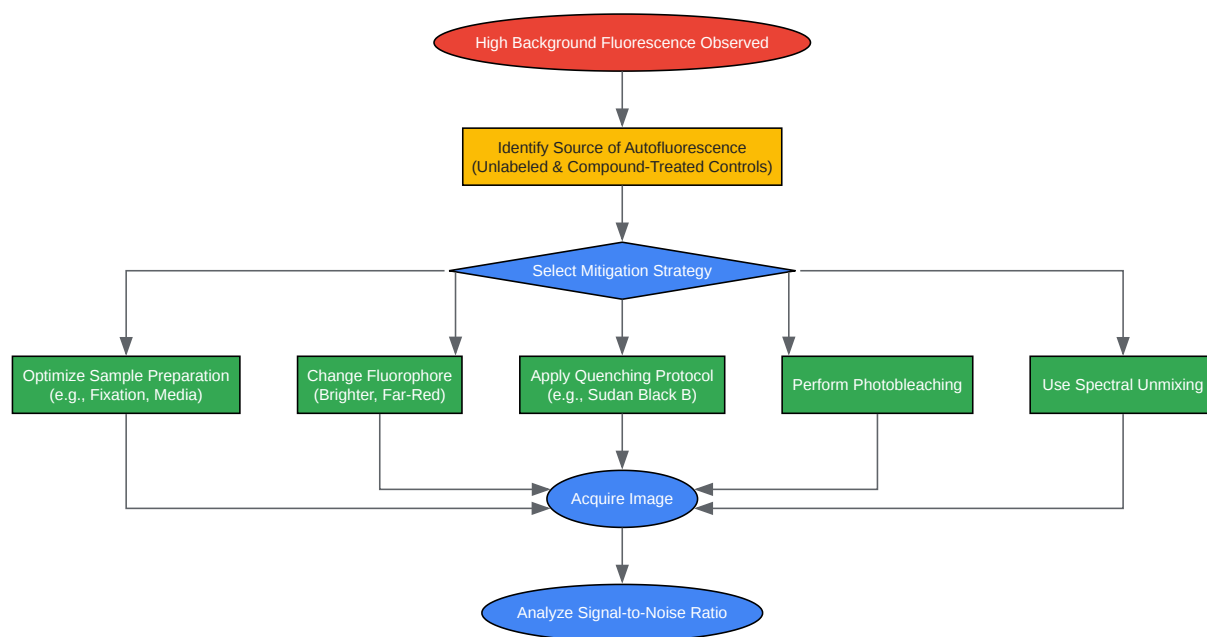 High Background Fluorescence Observed
Identify Source of Autofluorescence
(Unlabeled & Compound-Treated Controls)
Select Mitigation Strategy
Optimize Sample Preparation
(e.g., Fixation, Media)
Change Fluorophore
(Brighter, Far-Red)
Apply Quenching Protocol
(e.g., Sudan Black B)
Perform Photobleaching
Use Spectral Unmixing
Acquire Image
Analyze Signal-to-Noise Ratio